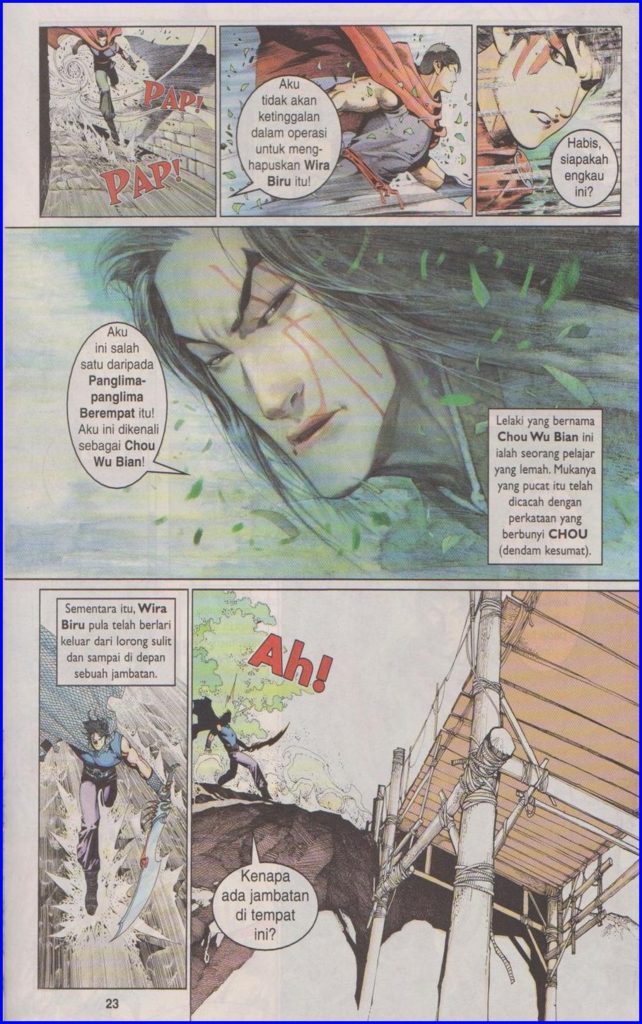 PAP!
PAP!
Aku
tidak akan
ketinggalan
dalam operasi
untuk meng-
hapuskan Wira
Biru itu!
Habis,
siapakah
engkau
ini?
Aku
ini salah
satu daripada
Panglima-
panglima
Berempat itu!
Aku ini dikenali
sebagai Chou
Wu Bian!
Lelaki yang bernama
Chou Wu Bian ini
ialah seorang pelajar
yang lemah. Mukanya
yang pucat itu telah
dicacah dengan
perkataan yang
berbunyi CHOU
(dendam kesumat).
Sementara itu, Wira
Biru pula telah berlari
keluar dari lorong sulit
dan sampai di depan
sebuah jambatan.
Ah!
Kenapa
ada jambatan
di tempat
ini?
23